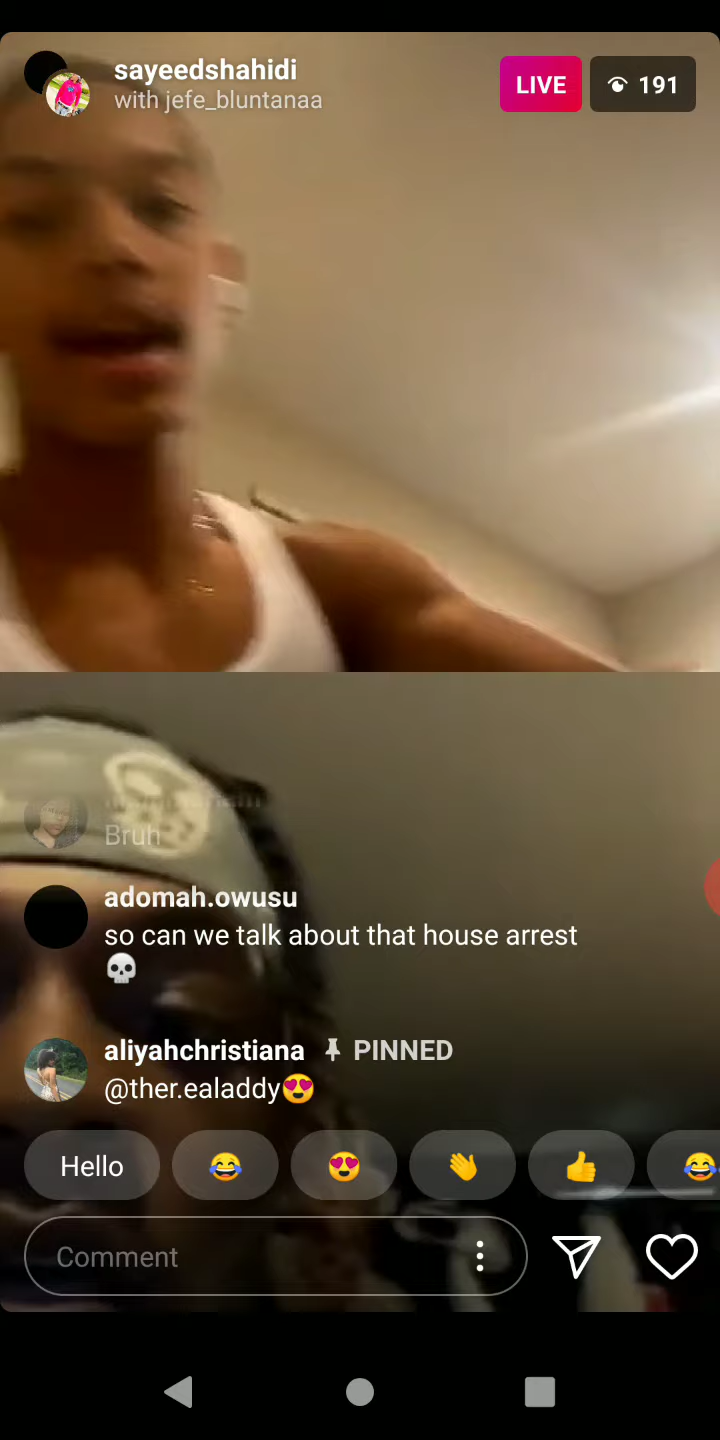 sayeedshahidi
with jefe_bluntanaa
LIVE
191
Bruh
adomah.owusu
so can we talk about that house arrest
💀
aliyahchristiana PINNED
@ther.ealaddy😍
Hello 😂 😍 👋 👍 😂
Comment